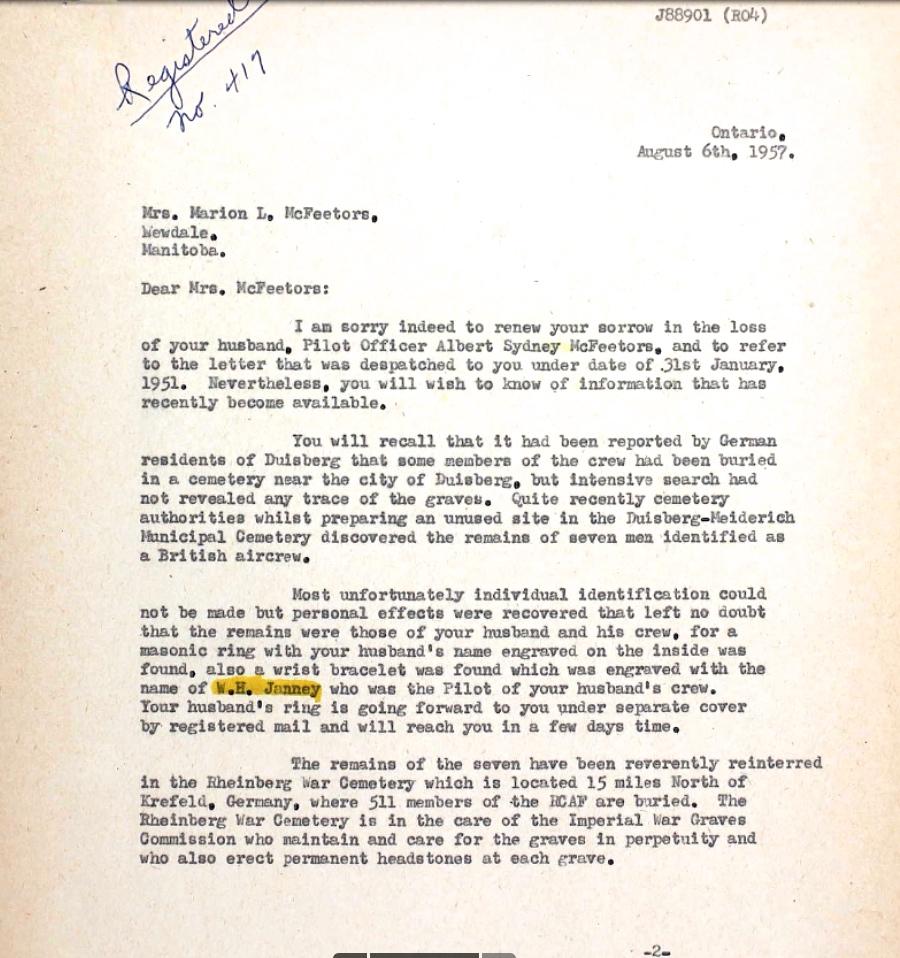 J88901 (RO4)
Registered
no. 417
Ontario,
August 6th, 1957.
Mrs. Marion L. McFeetors,
Newdale,
Manitoba.
Dear Mrs. McFeetors:
I am sorry indeed to renew your sorrow in the loss
of your husband, Pilot Officer Albert Sydney McFeetors, and to refer
to the letter that was despatched to you under date of 31st January,
1951. Nevertheless, you will wish to know of information that has
recently become available.
You will recall that it had been reported by German
residents of Duisberg that some members of the crew had been buried
in a cemetery near the city of Duisberg, but intensive search had
not revealed any trace of the graves. Quite recently cemetery
authorities whilst preparing an unused site in the Duisberg-Meiderich
Municipal Cemetery discovered the remains of seven men identified as
a British aircrew.
Most unfortunately individual identification could
not be made but personal effects were recovered that left no doubt
that the remains were those of your husband and his crew, for a
masonic ring with your husband's name engraved on the inside was
found, also a wrist bracelet was found which was engraved with the
name of W.H. Janney who was the Pilot of your husband's crew.
Your husband's ring is going forward to you under separate cover
by registered mail and will reach you in a few days time.
The remains of the seven have been reverently reinterred
in the Rheinberg War Cemetery which is located 15 miles North of
Krefeld, Germany, where 511 members of the RCAF are buried. The
Rheinberg War Cemetery is in the care of the Imperial War Graves
Commission who maintain and care for the graves in perpetuity and
who also erect permanent headstones at each grave.
-2-